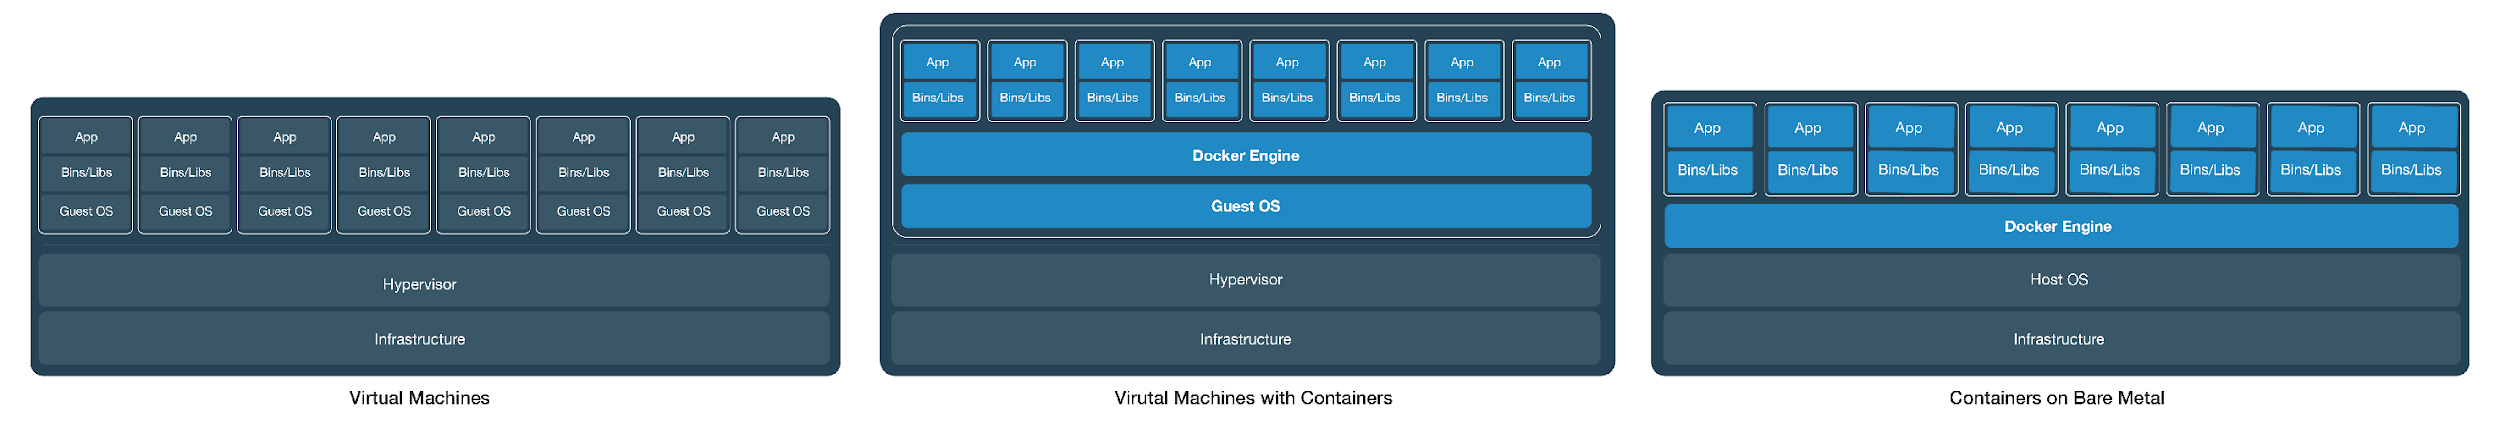 App App App App App App App App
Bins/Libs Bins/Libs Bins/Libs Bins/Libs Bins/Libs Bins/Libs Bins/Libs Bins/Libs
Guest OS Guest OS Guest OS Guest OS Guest OS Guest OS Guest OS Guest OS
Hypervisor
Infrastructure
Virtual Machines
App App App App App App App App
Bins/Libs Bins/Libs Bins/Libs Bins/Libs Bins/Libs Bins/Libs Bins/Libs Bins/Libs
Docker Engine
Guest OS
Hypervisor
Infrastructure
Virutal Machines with Containers
App App App App App App App App
Bins/Libs Bins/Libs Bins/Libs Bins/Libs Bins/Libs Bins/Libs Bins/Libs Bins/Libs
Docker Engine
Host OS
Infrastructure
Containers on Bare Metal